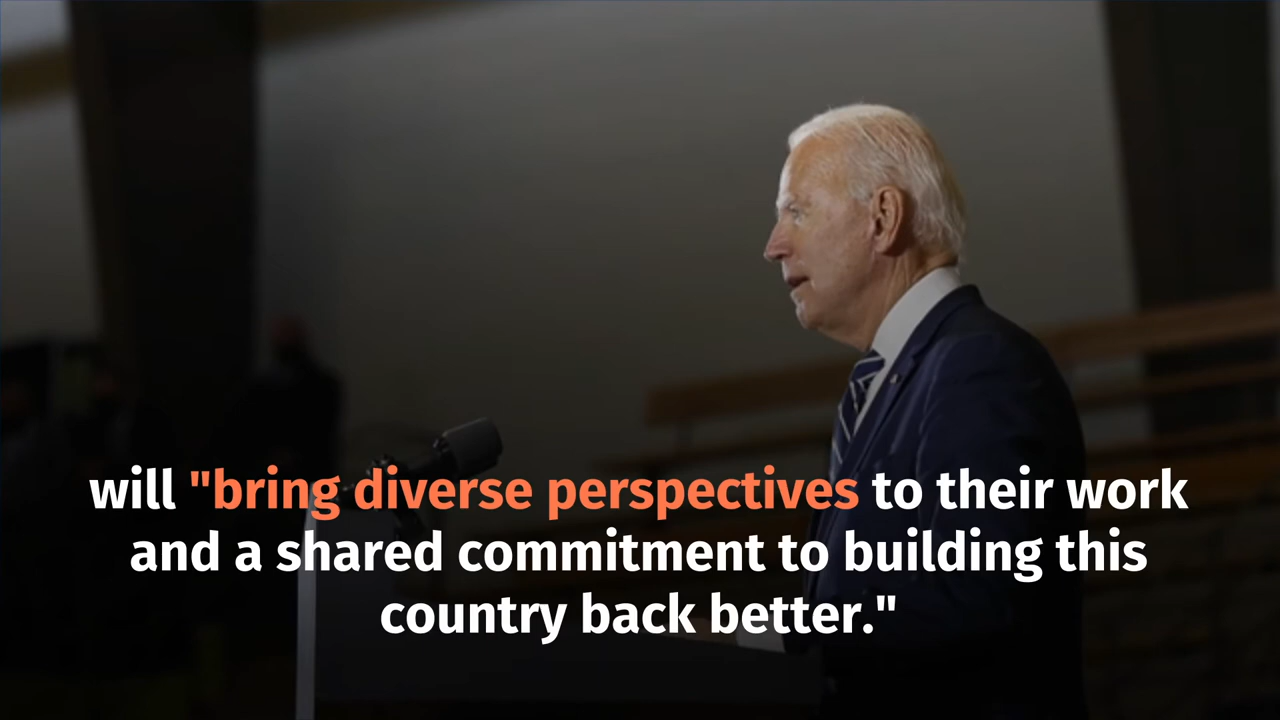 will "bring diverse perspectives to their work
and a shared commitment to building this
country back better."